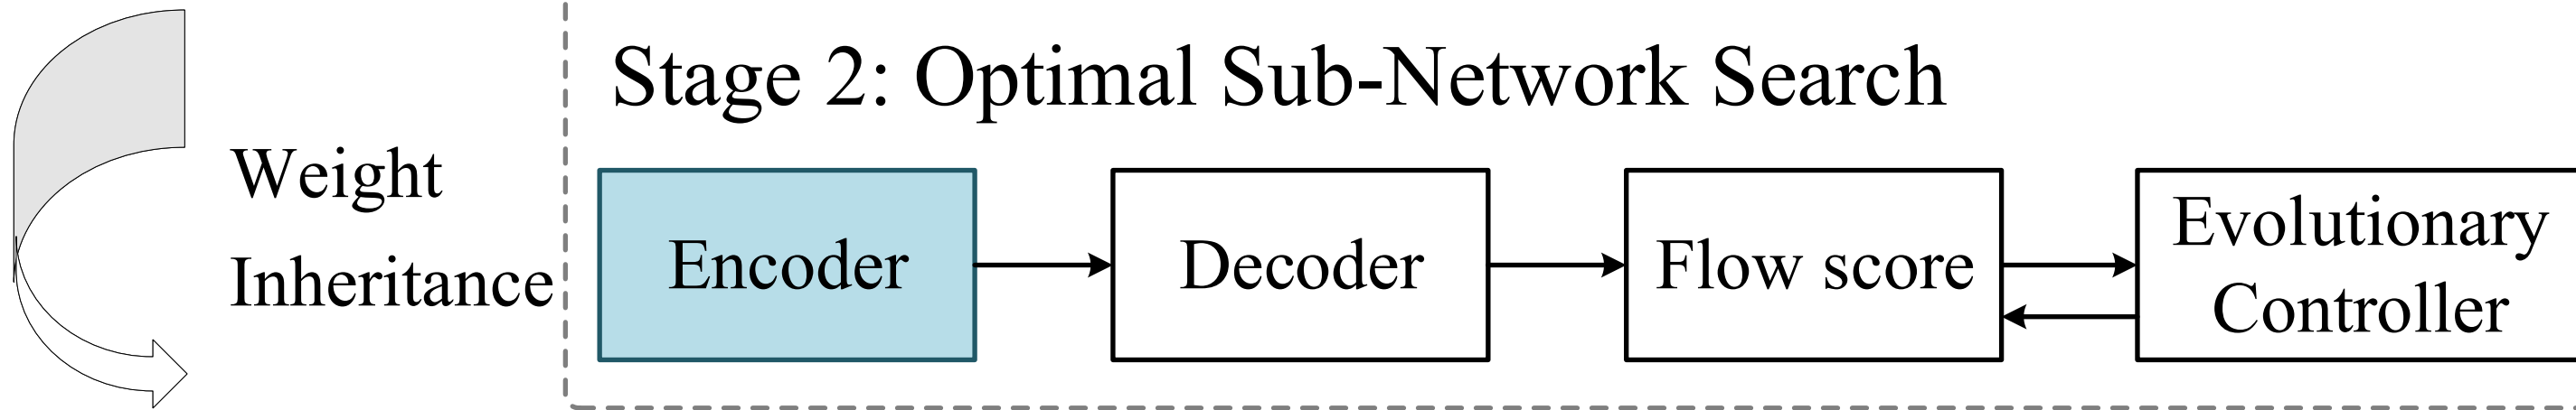 Stage 2: Optimal Sub-Network Search
Weight
Inheritance
Encoder
Decoder
Flow score
Evolutionary
Controller